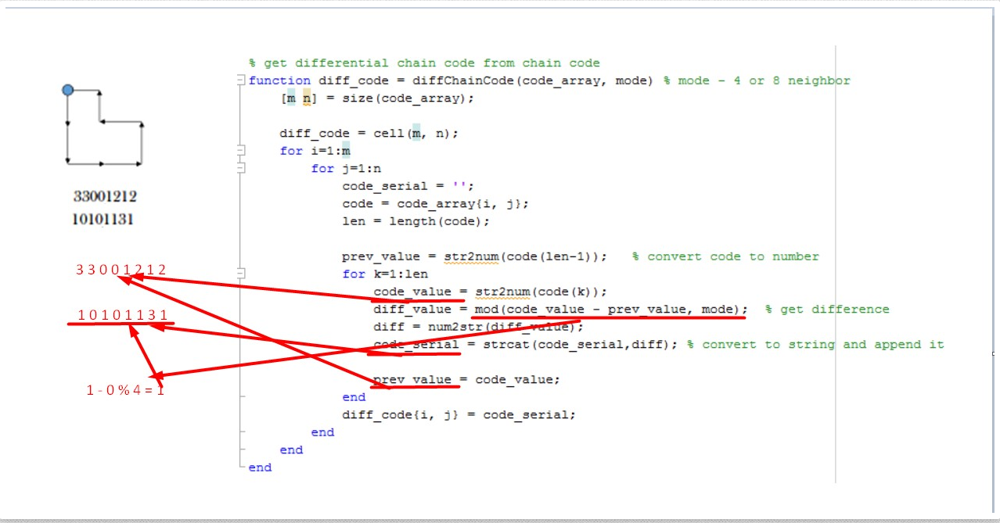 % get differential chain code from chain code
function diff_code = diffChainCode(code_array, mode) % mode - 4 or 8 neighbor
[m n] = size(code_array);
diff_code = cell(m, n);
for i=1:m
for j=1:n
code_serial = '';
code = code_array{i, j};
len = length(code);
prev_value = str2num(code(len-1)); % convert code to number
for k=1:len
code_value = str2num(code(k));
diff_value = mod(code_value - prev_value, mode); % get difference
diff = num2str(diff_value);
code_serial = strcat(code_serial,diff); % convert to string and append it
prev_value = code_value;
end
diff_code{i, j} = code_serial;
end
end
end
33001212
10101131
3 3 0 0 1 2 1 2
1 0 1 0 1 1 3 1
1 - 0 % 4 = 1